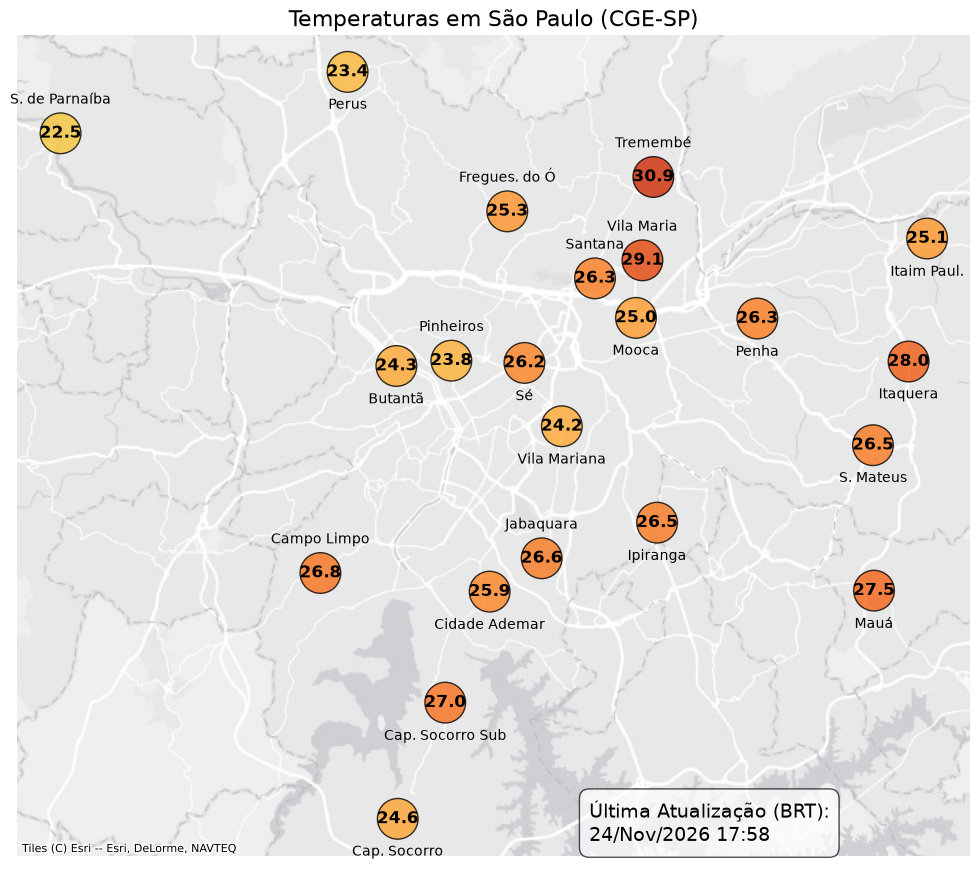 Temperaturas em São Paulo (CGE-SP)
23.4
Perus
S. de Parnaíba
22.5
Tremembé
30.9
Fregues. do Ó
25.3
Vila Maria
29.1
Santana
26.3
25.1
Itaim Paul.
25.0
Mooca
26.3
Penha
Pinheiros
23.8
24.3
Butantã
26.2
Sé
28.0
Itaquera
24.2
Vila Mariana
26.5
S. Mateus
26.5
Ipiranga
Jabaquara
26.6
Campo Limpo
26.8
25.9
Cidade Ademar
27.5
Mauá
27.0
Cap. Socorro Sub
24.6
Cap. Socorro
Última Atualização (BRT):
24/Nov/2026 17:58
Tiles (C) Esri -- Esri, DeLorme, NAVTEQ